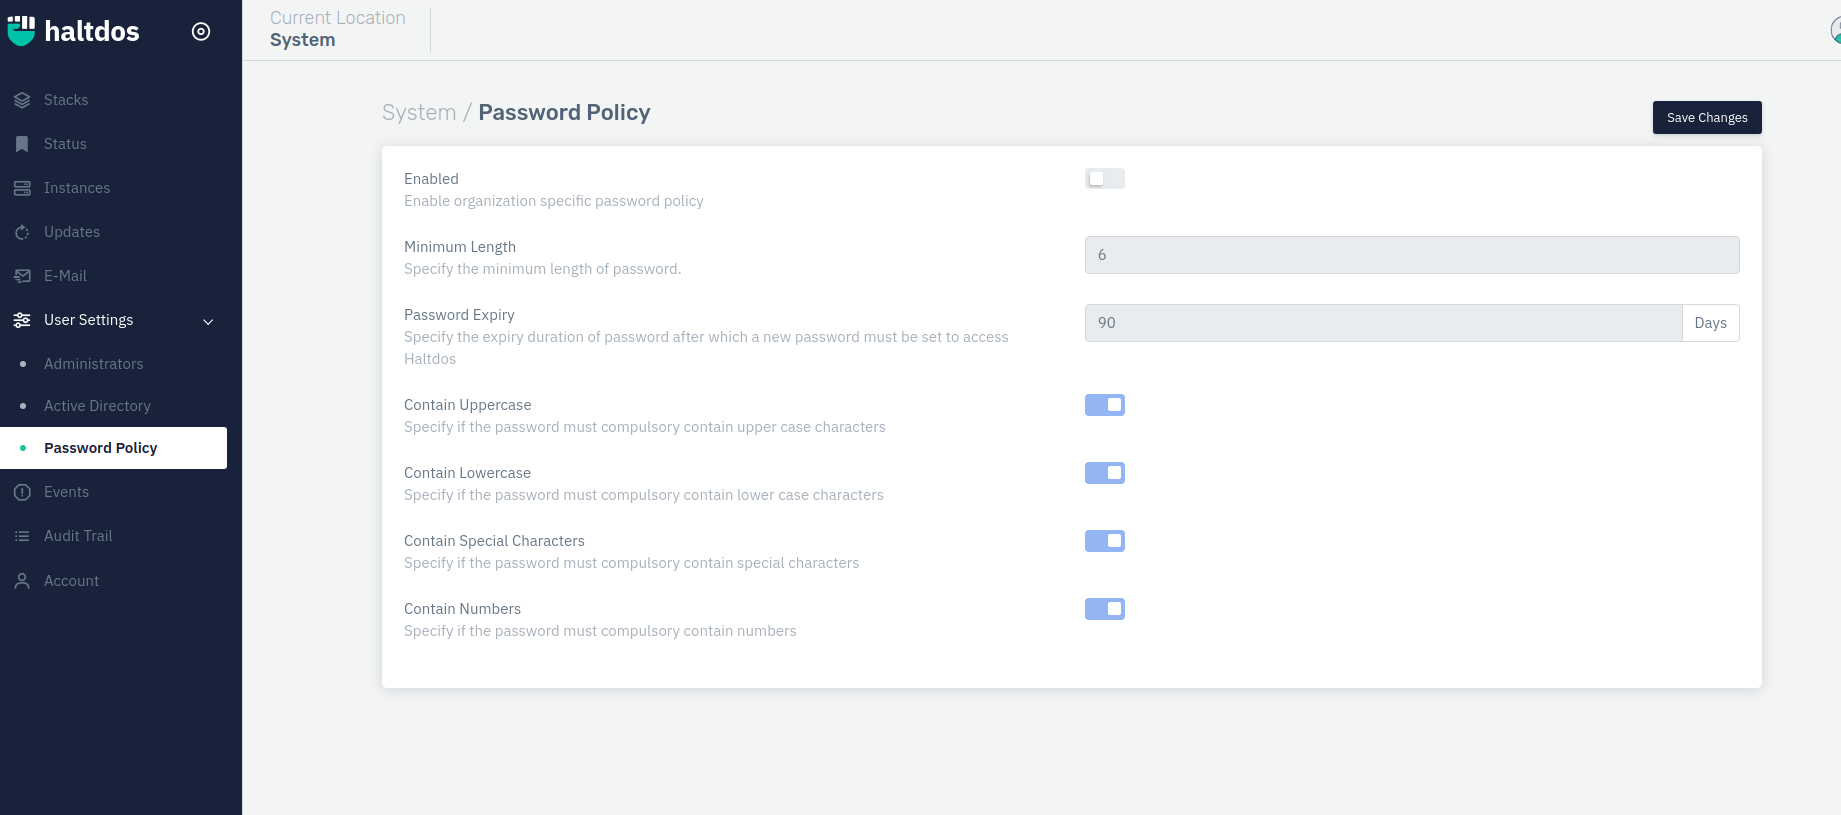 haltdos
Stacks
Status
Instances
Updates
E-Mail
User Settings
Administrators
Active Directory
Password Policy
Events
Audit Trail
Account
Current Location
System
System / Password Policy
Save Changes
Enabled
Enable organization specific password policy
Minimum Length
Specify the minimum length of password.
6
Password Expiry
Specify the expiry duration of password after which a new password must be set to access
Haltdos
90
Days
Contain Uppercase
Specify if the password must compulsory contain upper case characters
Contain Lowercase
Specify if the password must compulsory contain lower case characters
Contain Special Characters
Specify if the password must compulsory contain special characters
Contain Numbers
Specify if the password must compulsory contain numbers